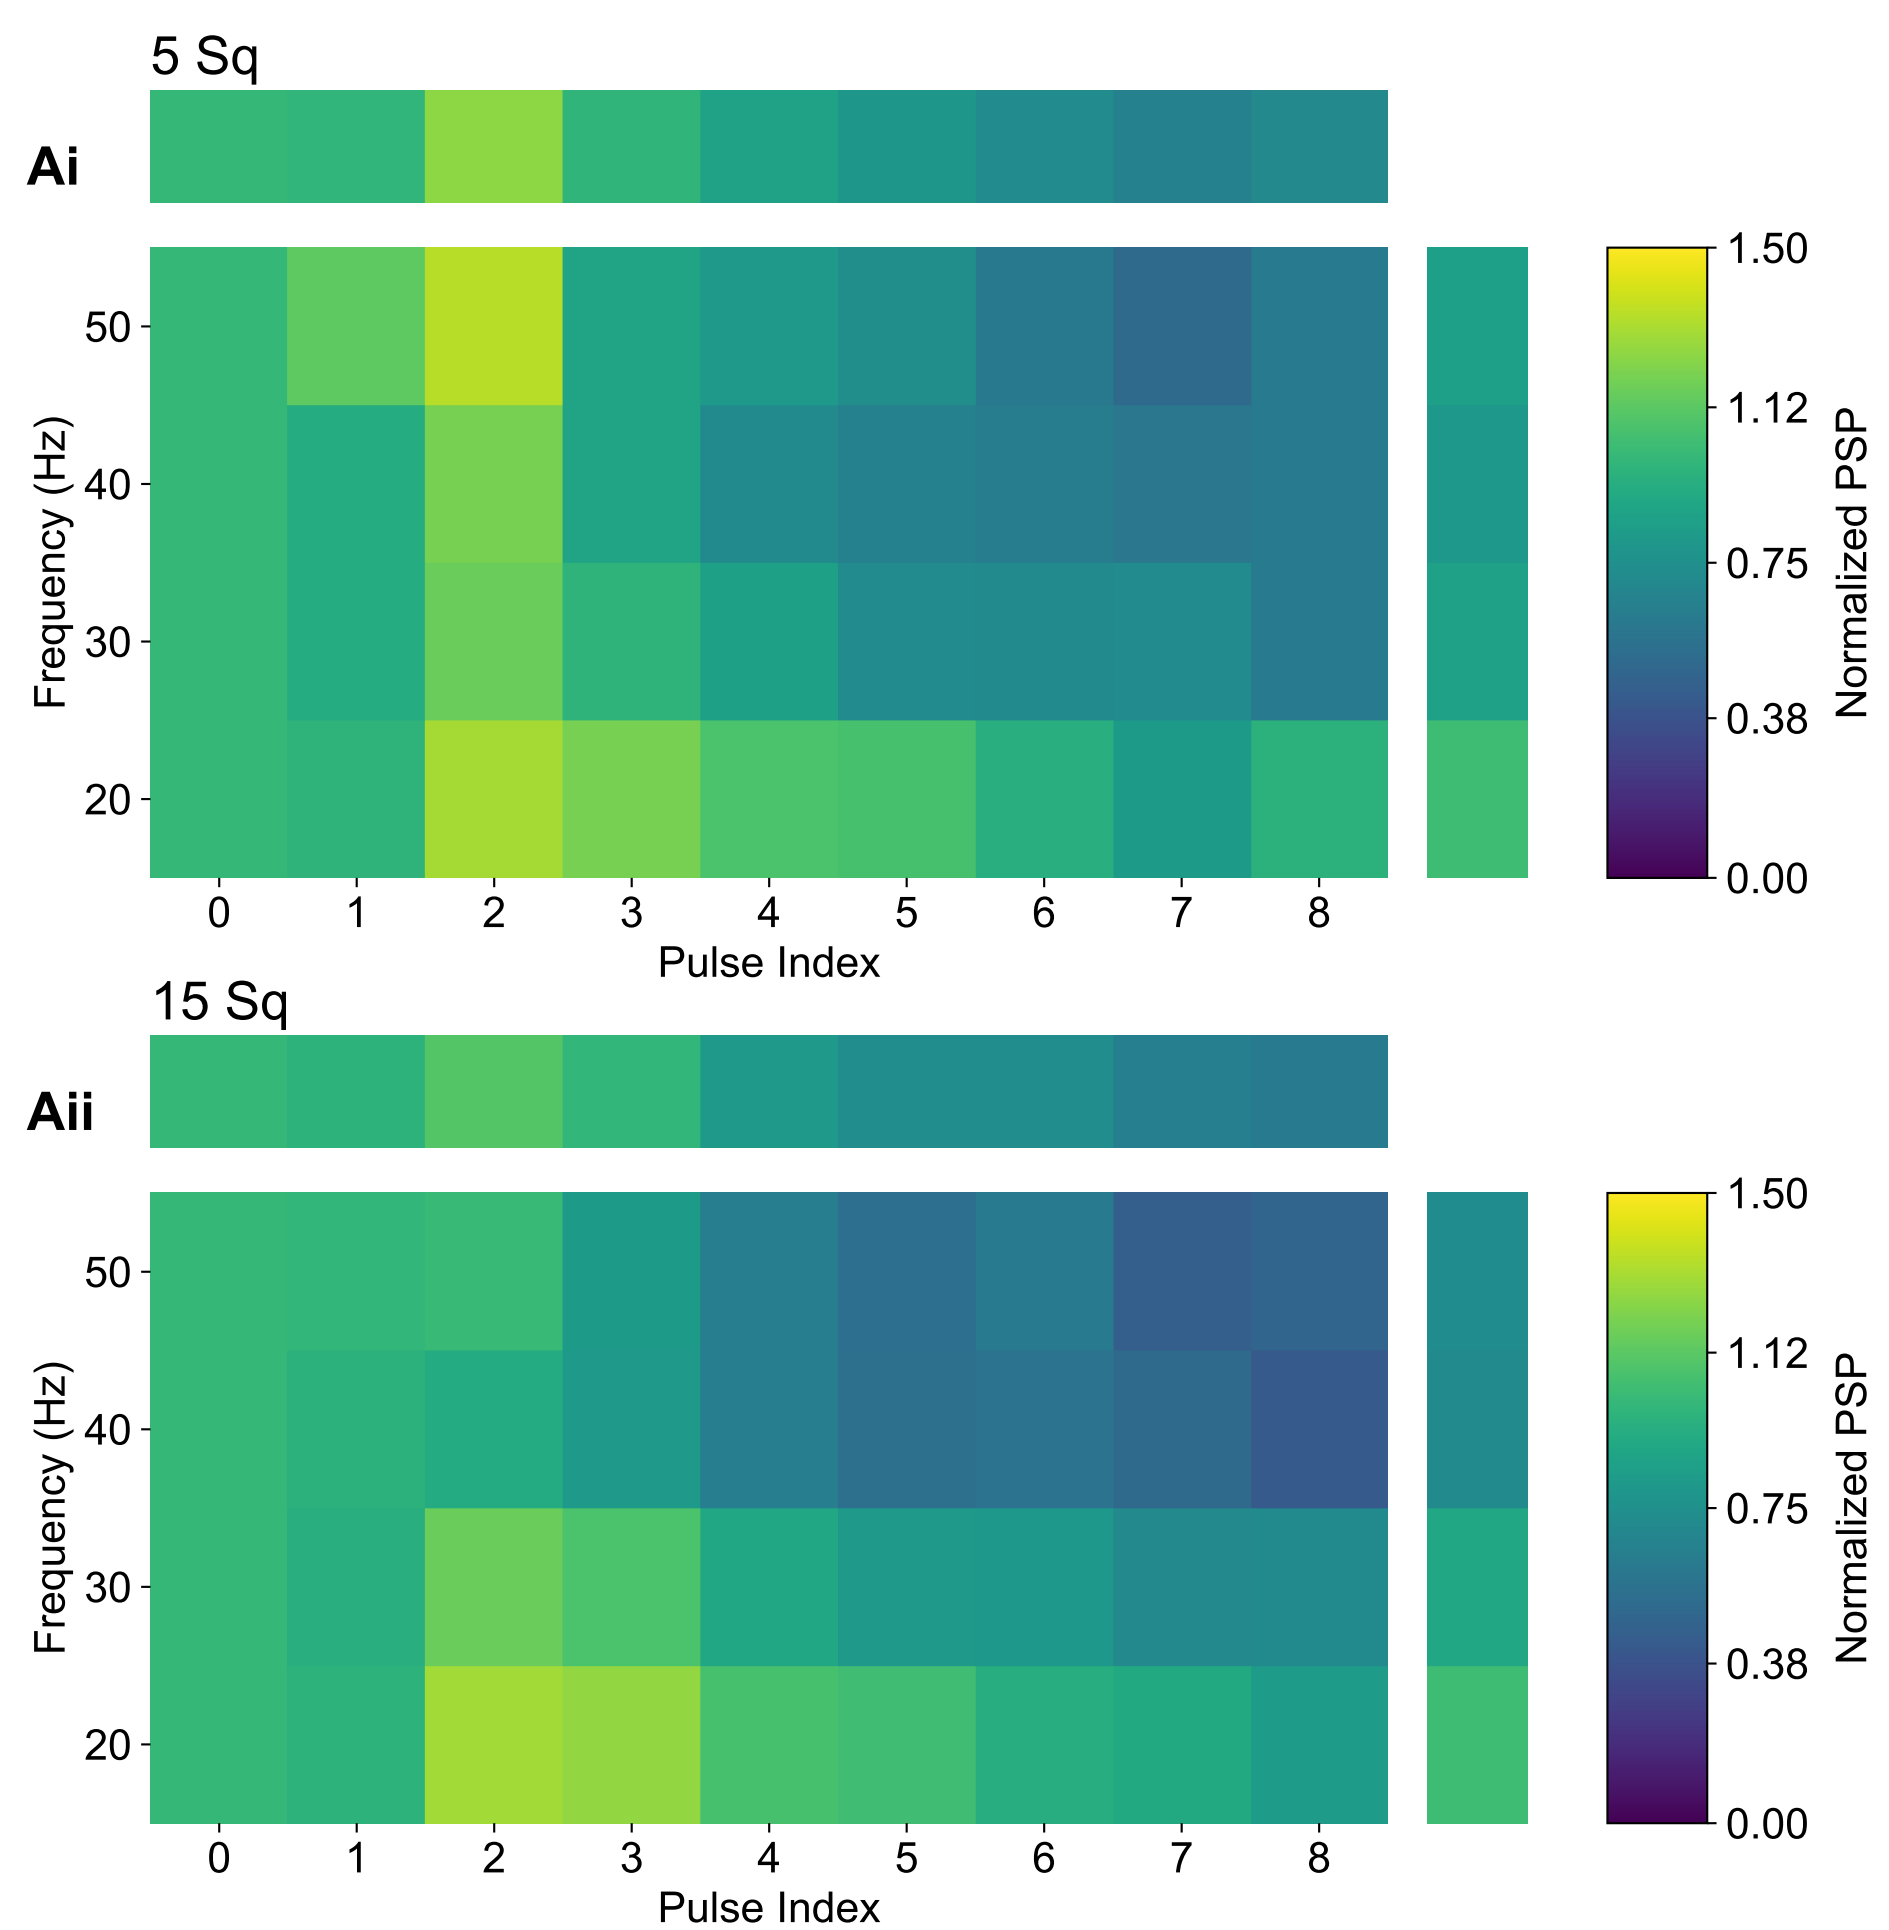 5 Sq
Ai
50
40
30
20
Frequency (Hz)
0 1 2 3 4 5 6 7 8
Pulse Index
1.50
1.12
0.75
0.38
0.00
Normalized PSP
15 Sq
Aii
50
40
30
20
Frequency (Hz)
0 1 2 3 4 5 6 7 8
Pulse Index
1.50
1.12
0.75
0.38
0.00
Normalized PSP